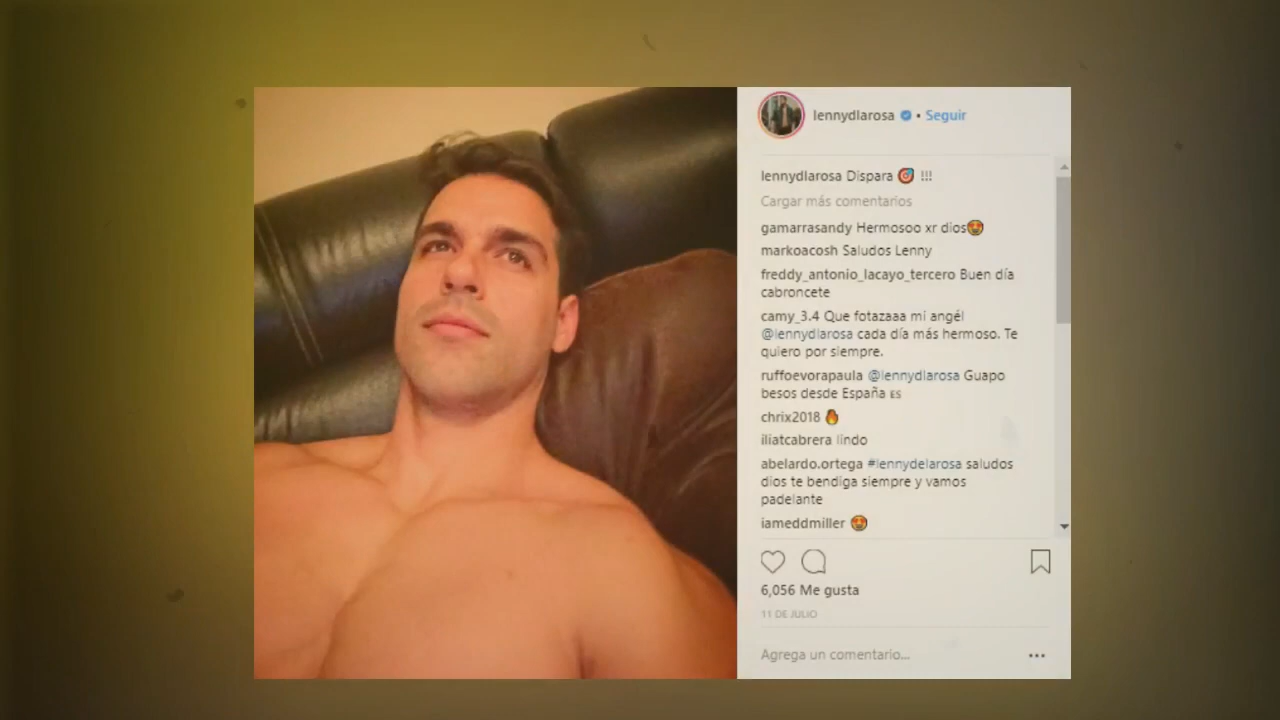 lennydlarosa • Seguir
lennydlarosa Dispara 🎯 !!!
Cargar más comentarios
gamarrasandy Hermosoo xr dios😍
markoacosh Saludos Lenny
freddy_antonio_lacayo_tercero Buen día
cabroncete
camy_3.4 Que fotazaaa mi angél
@lennydlarosa cada día más hermoso. Te
quiero por siempre.
ruffoevorapaula @lennydlarosa Guapo
besos desde España ES
chrix2018 🔥
iliatcabrera lindo
abelardo.ortega #lennydelarosa saludos
dios te bendiga siempre y vamos
padelante
iameddmiller 😍
6,056 Me gusta
11 DE JULIO
Agrega un comentario...